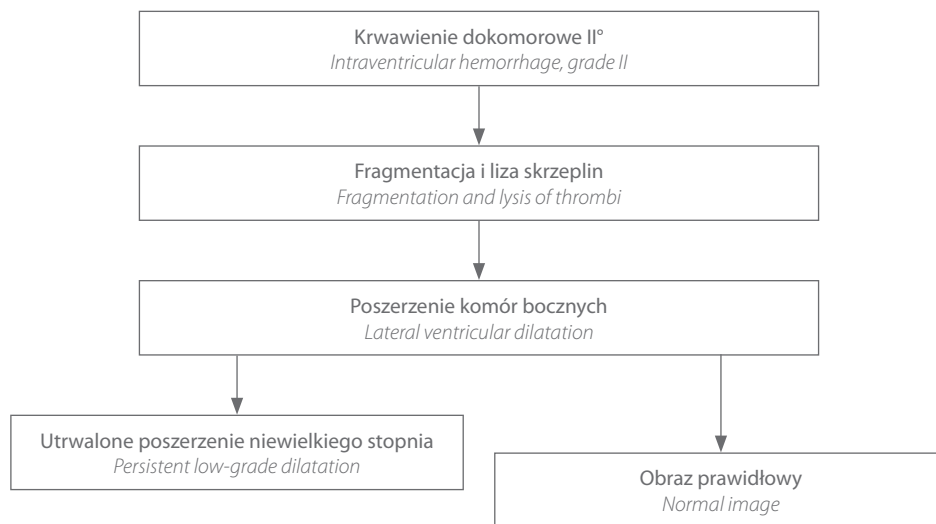 Krwawienie dokomorowe II°
Intraventricular hemorrhage, grade II
Fragmentacja i liza skrzeplin
Fragmentation and lysis of thrombi
Poszerzenie komór bocznych
Lateral ventricular dilatation
Utrwalone poszerzenie niewielkiego stopnia
Persistent low-grade dilatation
Obraz prawidłowy
Normal image